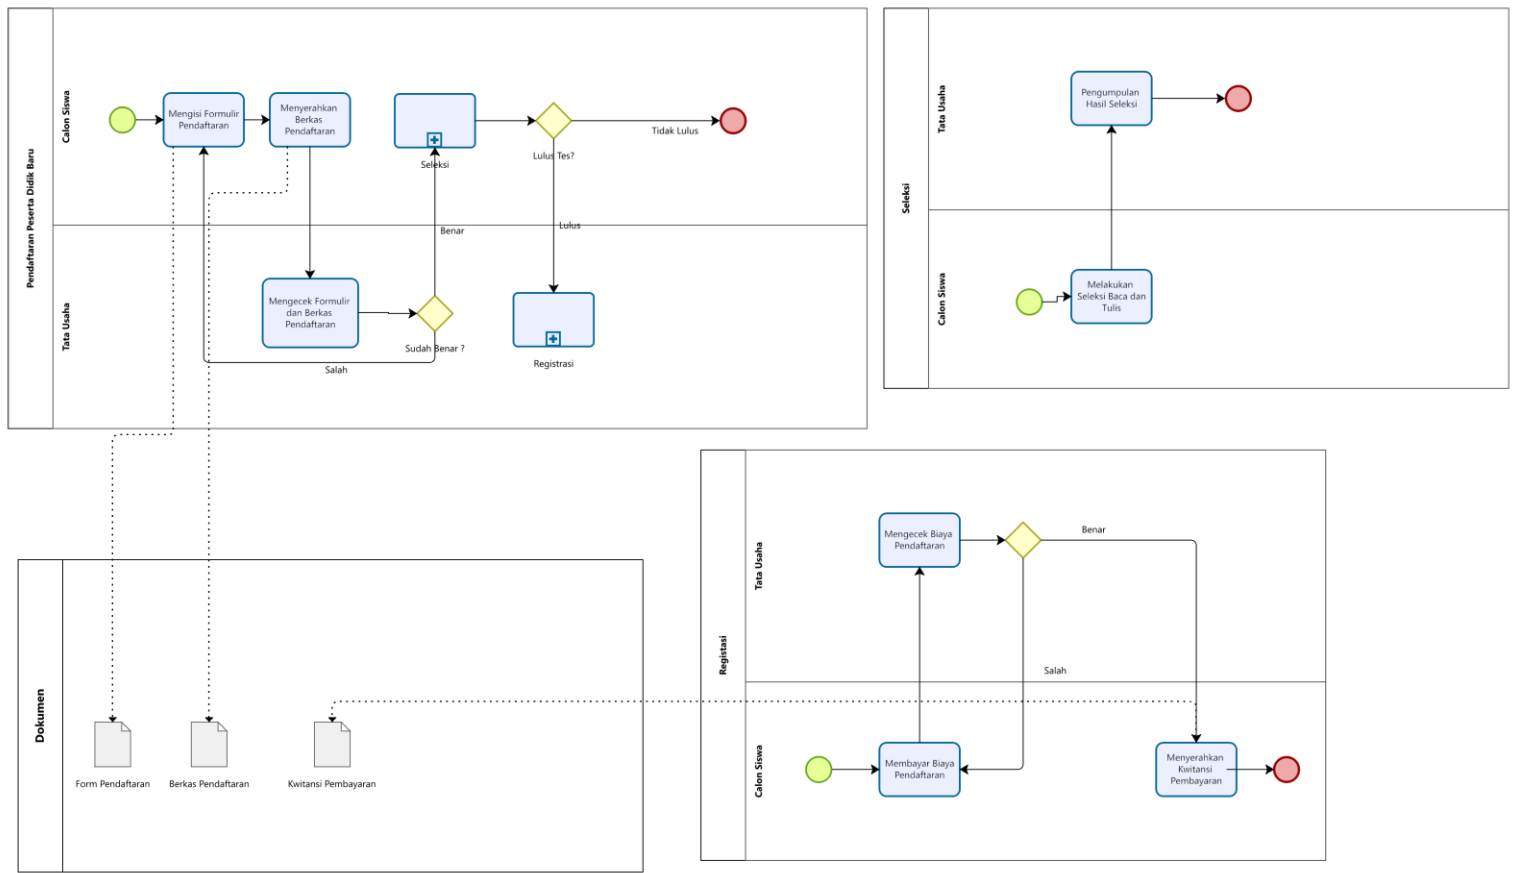 Pendaftaran Peserta Didik Baru
Calon Siswa
Mengisi Formulir
Pendaftaran
Menyerahkan
Berkas
Pendaftaran
Seleksi
Lulus Tes?
Tidak Lulus
Lulus
Benar
Tata Usaha
Mengecek Formulir
dan Berkas
Pendaftaran
Sudah Benar ?
Salah
Registrasi
Seleksi
Tata Usaha
Pengumpulan
Hasil Seleksi
Calon Siswa
Melakukan
Seleksi Baca dan
Tulis
Dokumen
Form Pendaftaran
Berkas Pendaftaran
Kwitansi Pembayaran
Registasi
Tata Usaha
Mengecek Biaya
Pendaftaran
Benar
Salah
Calon Siswa
Membayar Biaya
Pendaftaran
Menyerahkan
Kwitansi
Pembayaran